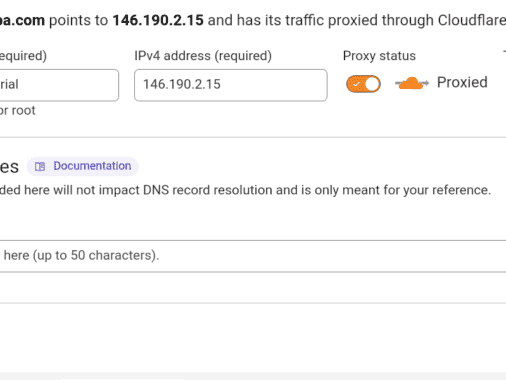 pa.com points to 146.190.2.15 and has its traffic proxied through Cloudflare
equired) IPv4 address (required) Proxy status
rial 146.190.2.15 Proxied
or root
es Documentation
ded here will not impact DNS record resolution and is only meant for your reference.
here (up to 50 characters).